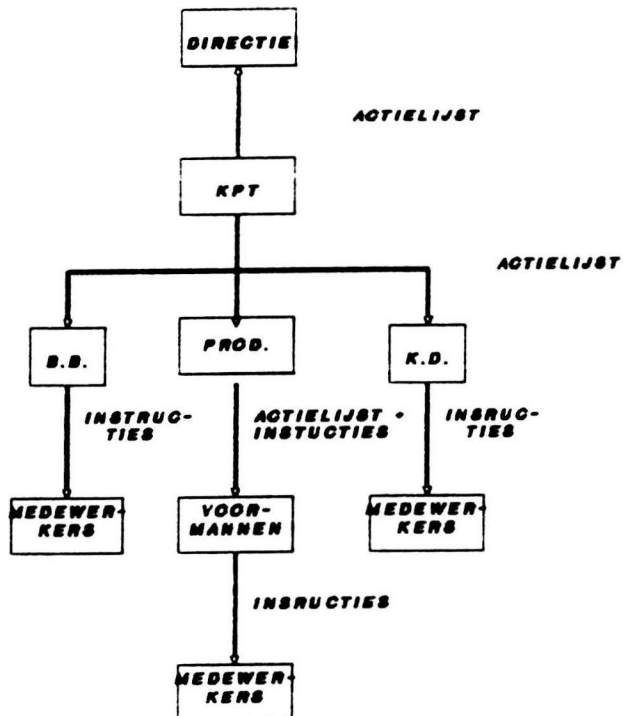 DIRECTIE
ACTIELIJST
KPT
ACTIELIJST
B.B.
PROD.
K.D.
INSTRUC-
TIES
ACTIELIJST +
INSTUCTIES
INSRUC-
TIES
MEDEWER-
KERS
VOOR-
MANNEN
MEDEWER-
KERS
INSRUCTIES
MEDEWER-
KERS